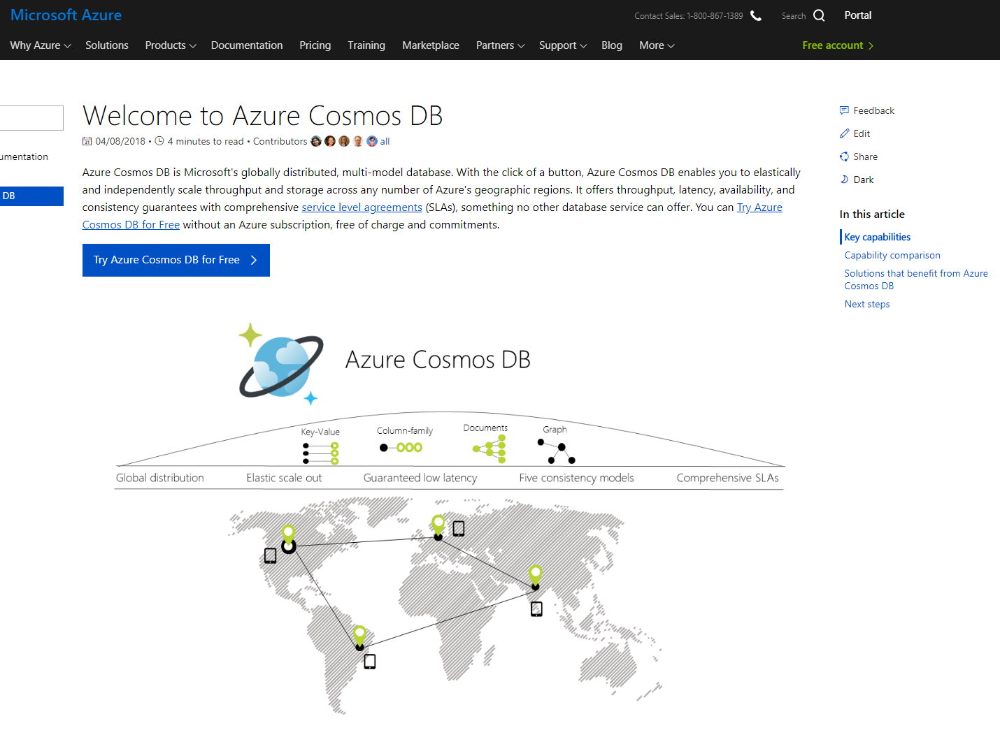 Microsoft Azure
Contact Sales: 1-800-867-1389
Search
Portal
Why Azure
Solutions
Products
Documentation
Pricing
Training
Marketplace
Partners
Support
Blog
More
Free account
umentation
DB
Welcome to Azure Cosmos DB
04/08/2018 • 4 minutes to read • Contributors all
Azure Cosmos DB is Microsoft's globally distributed, multi-model database. With the click of a button, Azure Cosmos DB enables you to elastically
and independently scale throughput and storage across any number of Azure's geographic regions. It offers throughput, latency, availability, and
consistency guarantees with comprehensive service level agreements (SLAs), something no other database service can offer. You can Try Azure
Cosmos DB for Free without an Azure subscription, free of charge and commitments.
Try Azure Cosmos DB for Free
Feedback
Edit
Share
Dark
In this article
Key capabilities
Capability comparison
Solutions that benefit from Azure
Cosmos DB
Next steps
Azure Cosmos DB
Key-Value
Column-family
Documents
Graph
Global distribution
Elastic scale out
Guaranteed low latency
Five consistency models
Comprehensive SLAs